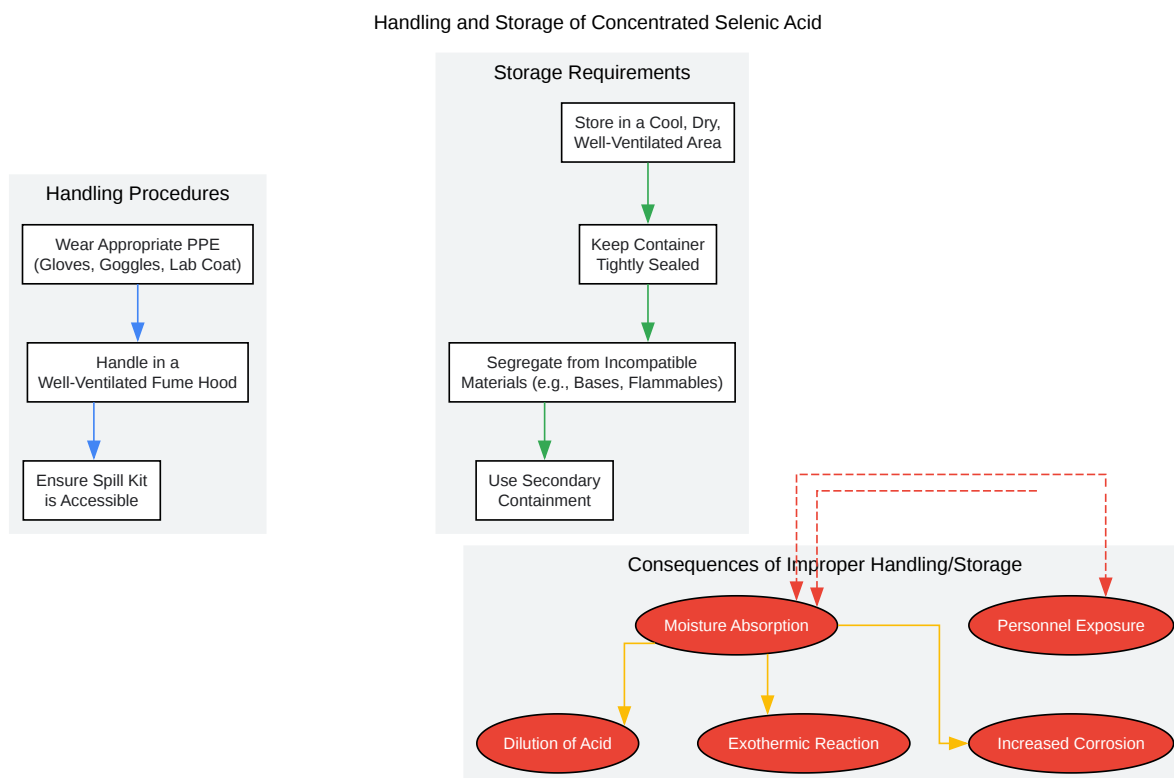 Handling and Storage of Concentrated Selenic Acid
Storage Requirements
Store in a Cool, Dry,
Well-Ventilated Area
Keep Container
Tightly Sealed
Segregate from Incompatible
Materials (e.g., Bases, Flammables)
Use Secondary
Containment
Handling Procedures
Wear Appropriate PPE
(Gloves, Goggles, Lab Coat)
Handle in a
Well-Ventilated Fume Hood
Ensure Spill Kit
is Accessible
Consequences of Improper Handling/Storage
Moisture Absorption
Personnel Exposure
Dilution of Acid
Exothermic Reaction
Increased Corrosion